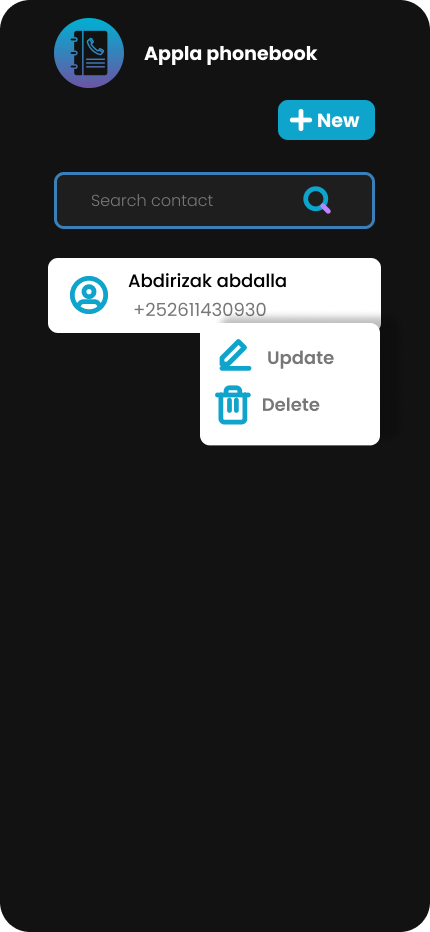 Appla phonebook
New
Search contact
Abdirizak abdalla
+252611430930
Update
Delete